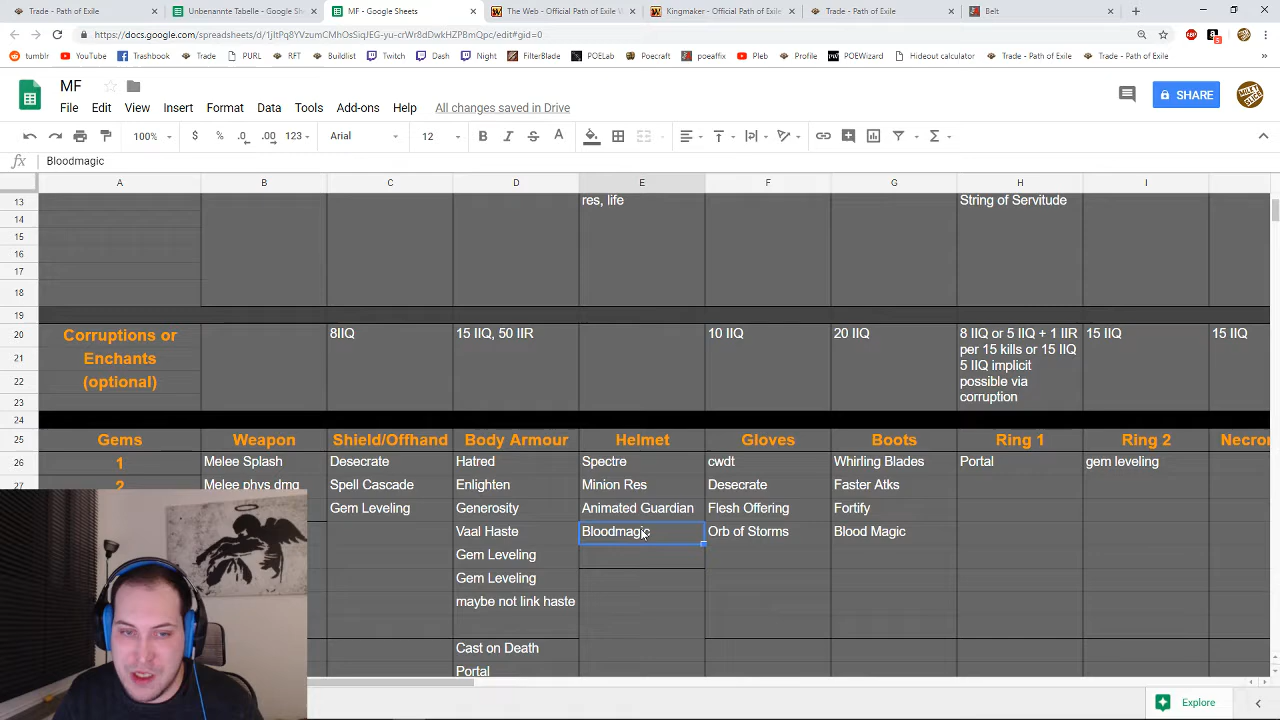 Trade - Path of Exile
Unbenannte Tabelle - Google Sh
MF - Google Sheets
The Web - Official Path of Exile W
Kingmaker - Official Path of Exile
Trade - Path of Exile
Belt
https://docs.google.com/spreadsheets/d/
/edit#gid=0
tumblr
YouTube
Trashbook
Trade
PURL
RFT
Builds
Twitch
Dash
Twitter
FilterBlade
POELab
Poecraft
poeaffix
Pleb
Profile
POEWizard
Hideout calculator
Trade - Path of Exile
Trade - Path of Exile
MF
File Edit View Insert Format Data Tools Add-ons Help
All changes saved in Drive
SHARE
100% $ % .0 .00 123 Arial 12 B I S A
fx Bloodmagic
A B C D E F G H I
13 res, life String of Servitude
14
15
16
17
18
19
20 Corruptions or 8IIQ 15 IIQ, 50 IIR 10 IIQ 20 IIQ 8 IIQ or 5 IIQ + 1 IIR 15 IIQ 15 IIQ
per 15 kills or 15 IIQ
21 Enchants 5 IIQ implicit
22 (optional) possible via
23 corruption
24
25 Gems Weapon Shield/Offhand Body Armour Helmet Gloves Boots Ring 1 Ring 2 Necro
26 1 Melee Splash Desecrate Hatred Spectre cwdt Whirling Blades Portal gem leveling
27 2 Melee phys dmg Spell Cascade Enlighten Minion Res Desecrate Faster Atks
Gem Leveling Generosity Animated Guardian Flesh Offering Fortify
Vaal Haste Bloodmagic Orb of Storms Blood Magic
Gem Leveling
Gem Leveling
maybe not link haste
Cast on Death
Portal
Explore